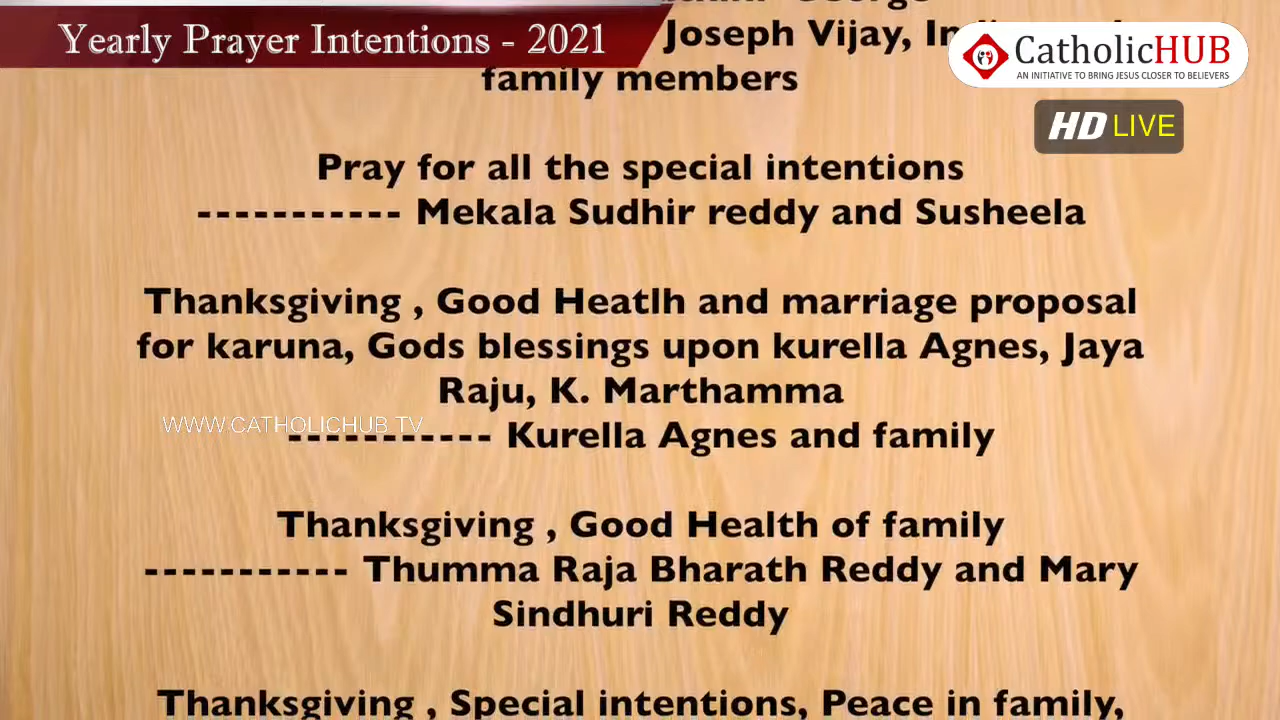 Yearly Prayer Intentions - 2021
George
Joseph Vijay,
family members
CatholicHUB
AN INITIATIVE TO BRING JESUS CLOSER TO BELIEVERS
HD LIVE
Pray for all the special intentions
----------- Mekala Sudhir reddy and Susheela
Thanksgiving , Good Heatlh and marriage proposal
for karuna, Gods blessings upon kurella Agnes, Jaya
Raju, K. Marthamma
WWW.CATHOLICHUB.TV
----------- Kurella Agnes and family
Thanksgiving , Good Health of family
----------- Thumma Raja Bharath Reddy and Mary
Sindhuri Reddy
Thanksgiving , Special intentions, Peace in family,